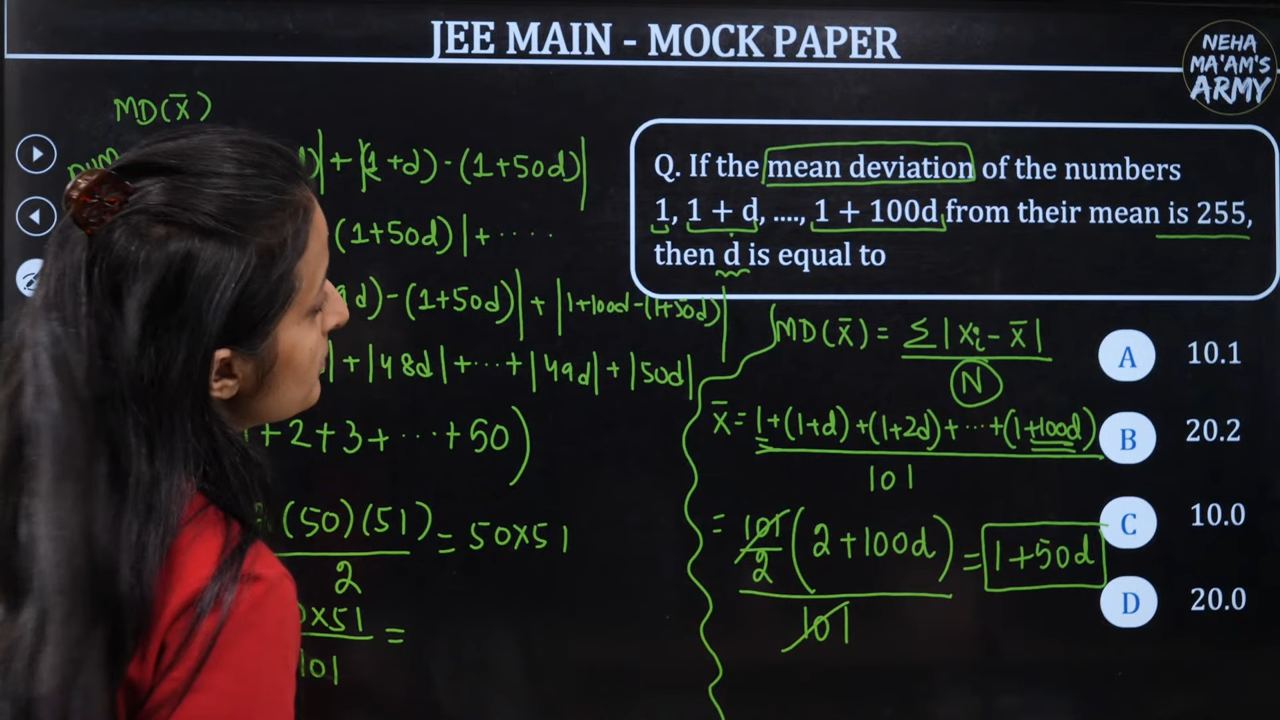 JEE MAIN - MOCK PAPER
NEHA
MA'AM'S
ARMY
MD(x̄)
| + |(1+d) - (1+50d)|
(1+50d)| + ....
d) - (1+50d)| + |1+100d - (1+50d)|
| + |48d| + ... + |49d| + |50d|
+ 2 + 3 + ... + 50)
(50)(51) = 50×51
2
×51 =
101
Q. If the mean deviation of the numbers
1, 1 + d, ...., 1 + 100d from their mean is 255,
then d is equal to
MD(x̄) = Σ|xi - x̄|
N
x̄ = 1+(1+d)+(1+2d)+...+(1+100d)
101
= 101/2 (2+100d) = 1+50d
101
A 10.1
B 20.2
C 10.0
D 20.0